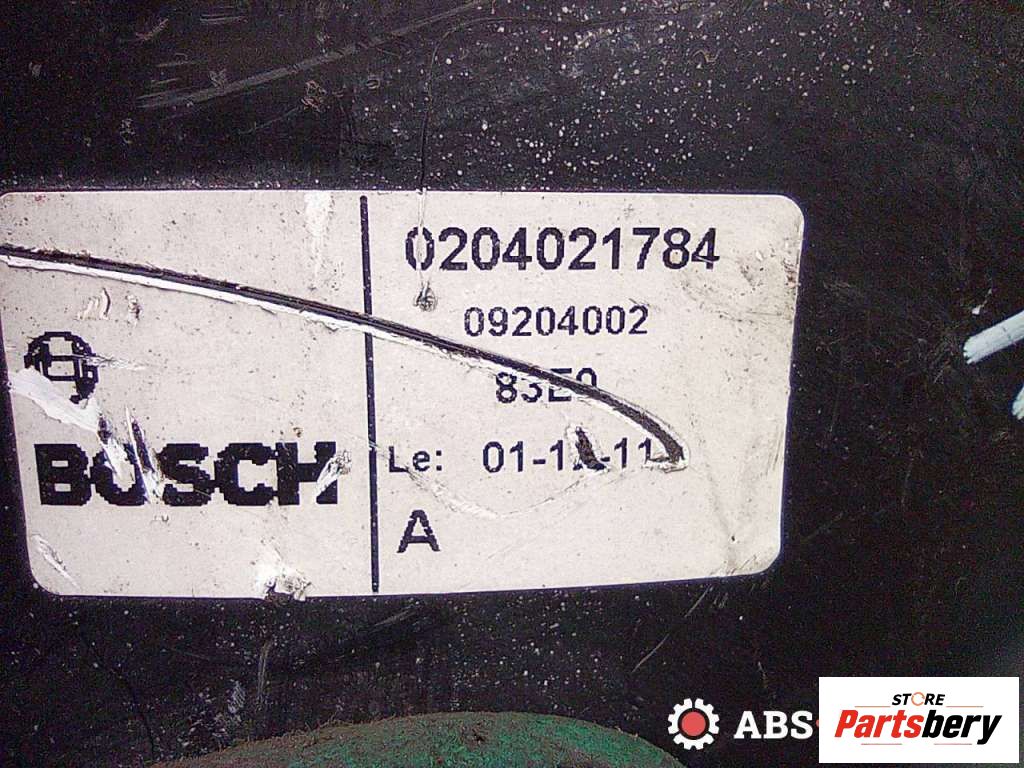 0204021784
09204002
BOSCH
Le:
A
ABS-
STORE
Partsbery